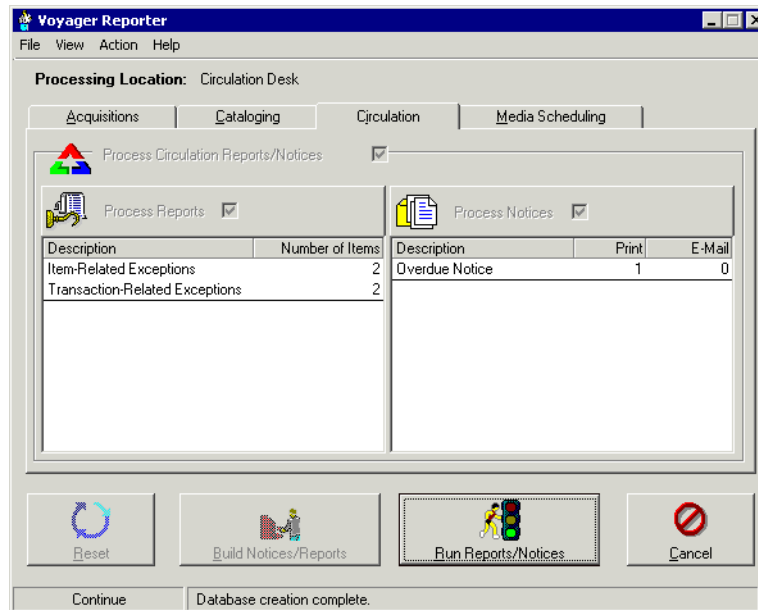 Voyager Reporter
File View Action Help
Processing Location: Circulation Desk
Acquisitions Cataloging Circulation Media Scheduling
Process Circulation Reports/Notices
Process Reports Process Notices
Description Number of Items Description Print E-Mail
Item-Related Exceptions 2 Overdue Notice 1 0
Transaction-Related Exceptions 2
Reset Build Notices/Reports Run Reports/Notices Cancel
Continue Database creation complete.